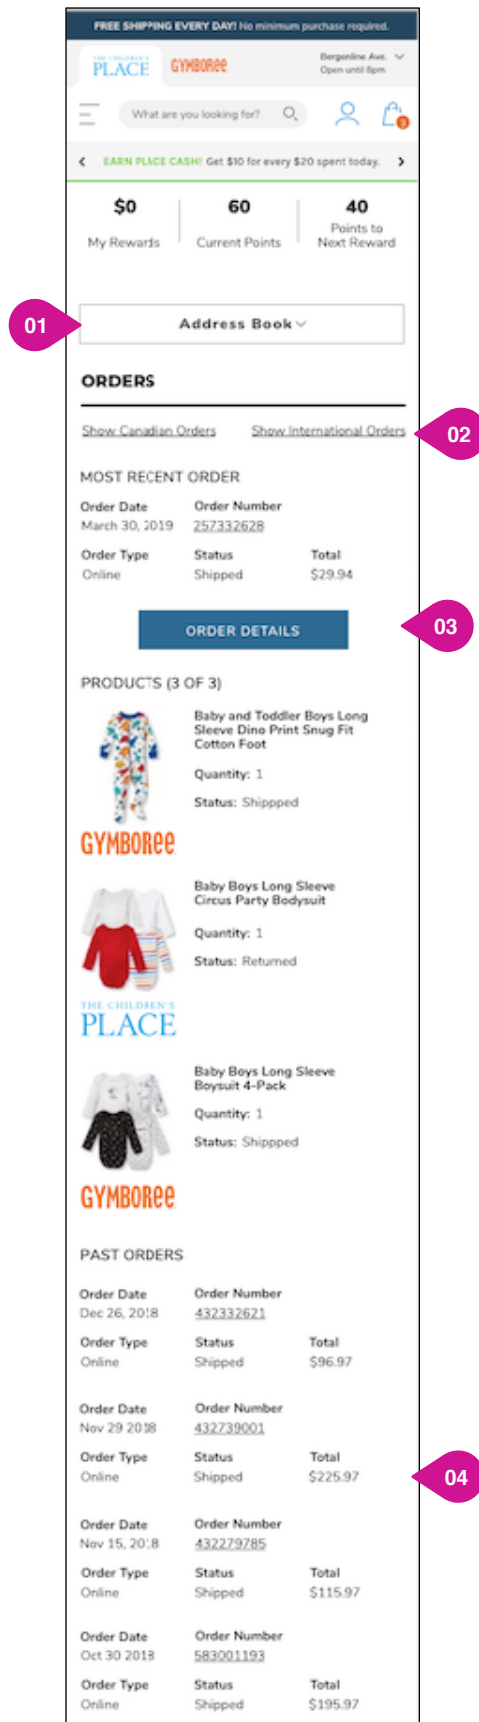 FREE SHIPPING EVERY DAY! No minimum purchase required.
THE CHILDREN'S
PLACE
GYMBOREE
Bergenline Ave.
Open until 8pm
What are you looking for?
3
EARN PLACE CASH! Get $10 for every $20 spent today.
$0
60
40
My Rewards
Current Points
Points to
Next Reward
01
Address Book
ORDERS
Show Canadian Orders
Show International Orders
02
MOST RECENT ORDER
Order Date
Order Number
March 30, 2019
257332628
Order Type
Status
Total
Online
Shipped
$29.94
ORDER DETAILS
03
PRODUCTS (3 OF 3)
Baby and Toddler Boys Long
Sleeve Dino Print Snug Fit
Cotton Foot
Quantity: 1
Status: Shippped
GYMBOREE
Baby Boys Long Sleeve
Circus Party Bodysuit
Quantity: 1
Status: Returned
THE CHILDREN'S
PLACE
Baby Boys Long Sleeve
Boysuit 4-Pack
Quantity: 1
Status: Shippped
GYMBOREE
PAST ORDERS
Order Date
Order Number
Dec 26, 2018
432332621
Order Type
Status
Total
Online
Shipped
$96.97
Order Date
Order Number
Nov 29 2018
432739001
Order Type
Status
Total
Online
Shipped
$225.97
04
Order Date
Order Number
Nov 15, 2018
432279785
Order Type
Status
Total
Online
Shipped
$115.97
Order Date
Order Number
Oct 30 2018
583001193
Order Type
Status
Total
Online
Shipped
$195.97